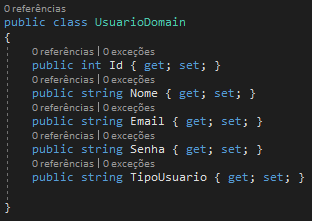 0 referências
public class UsuarioDomain
{
0 referências | 0 exceções
public int Id { get; set; }
0 referências | 0 exceções
public string Nome { get; set; }
0 referências | 0 exceções
public string Email { get; set; }
0 referências | 0 exceções
public string Senha { get; set; }
0 referências | 0 exceções
public string TipoUsuario { get; set; }
}